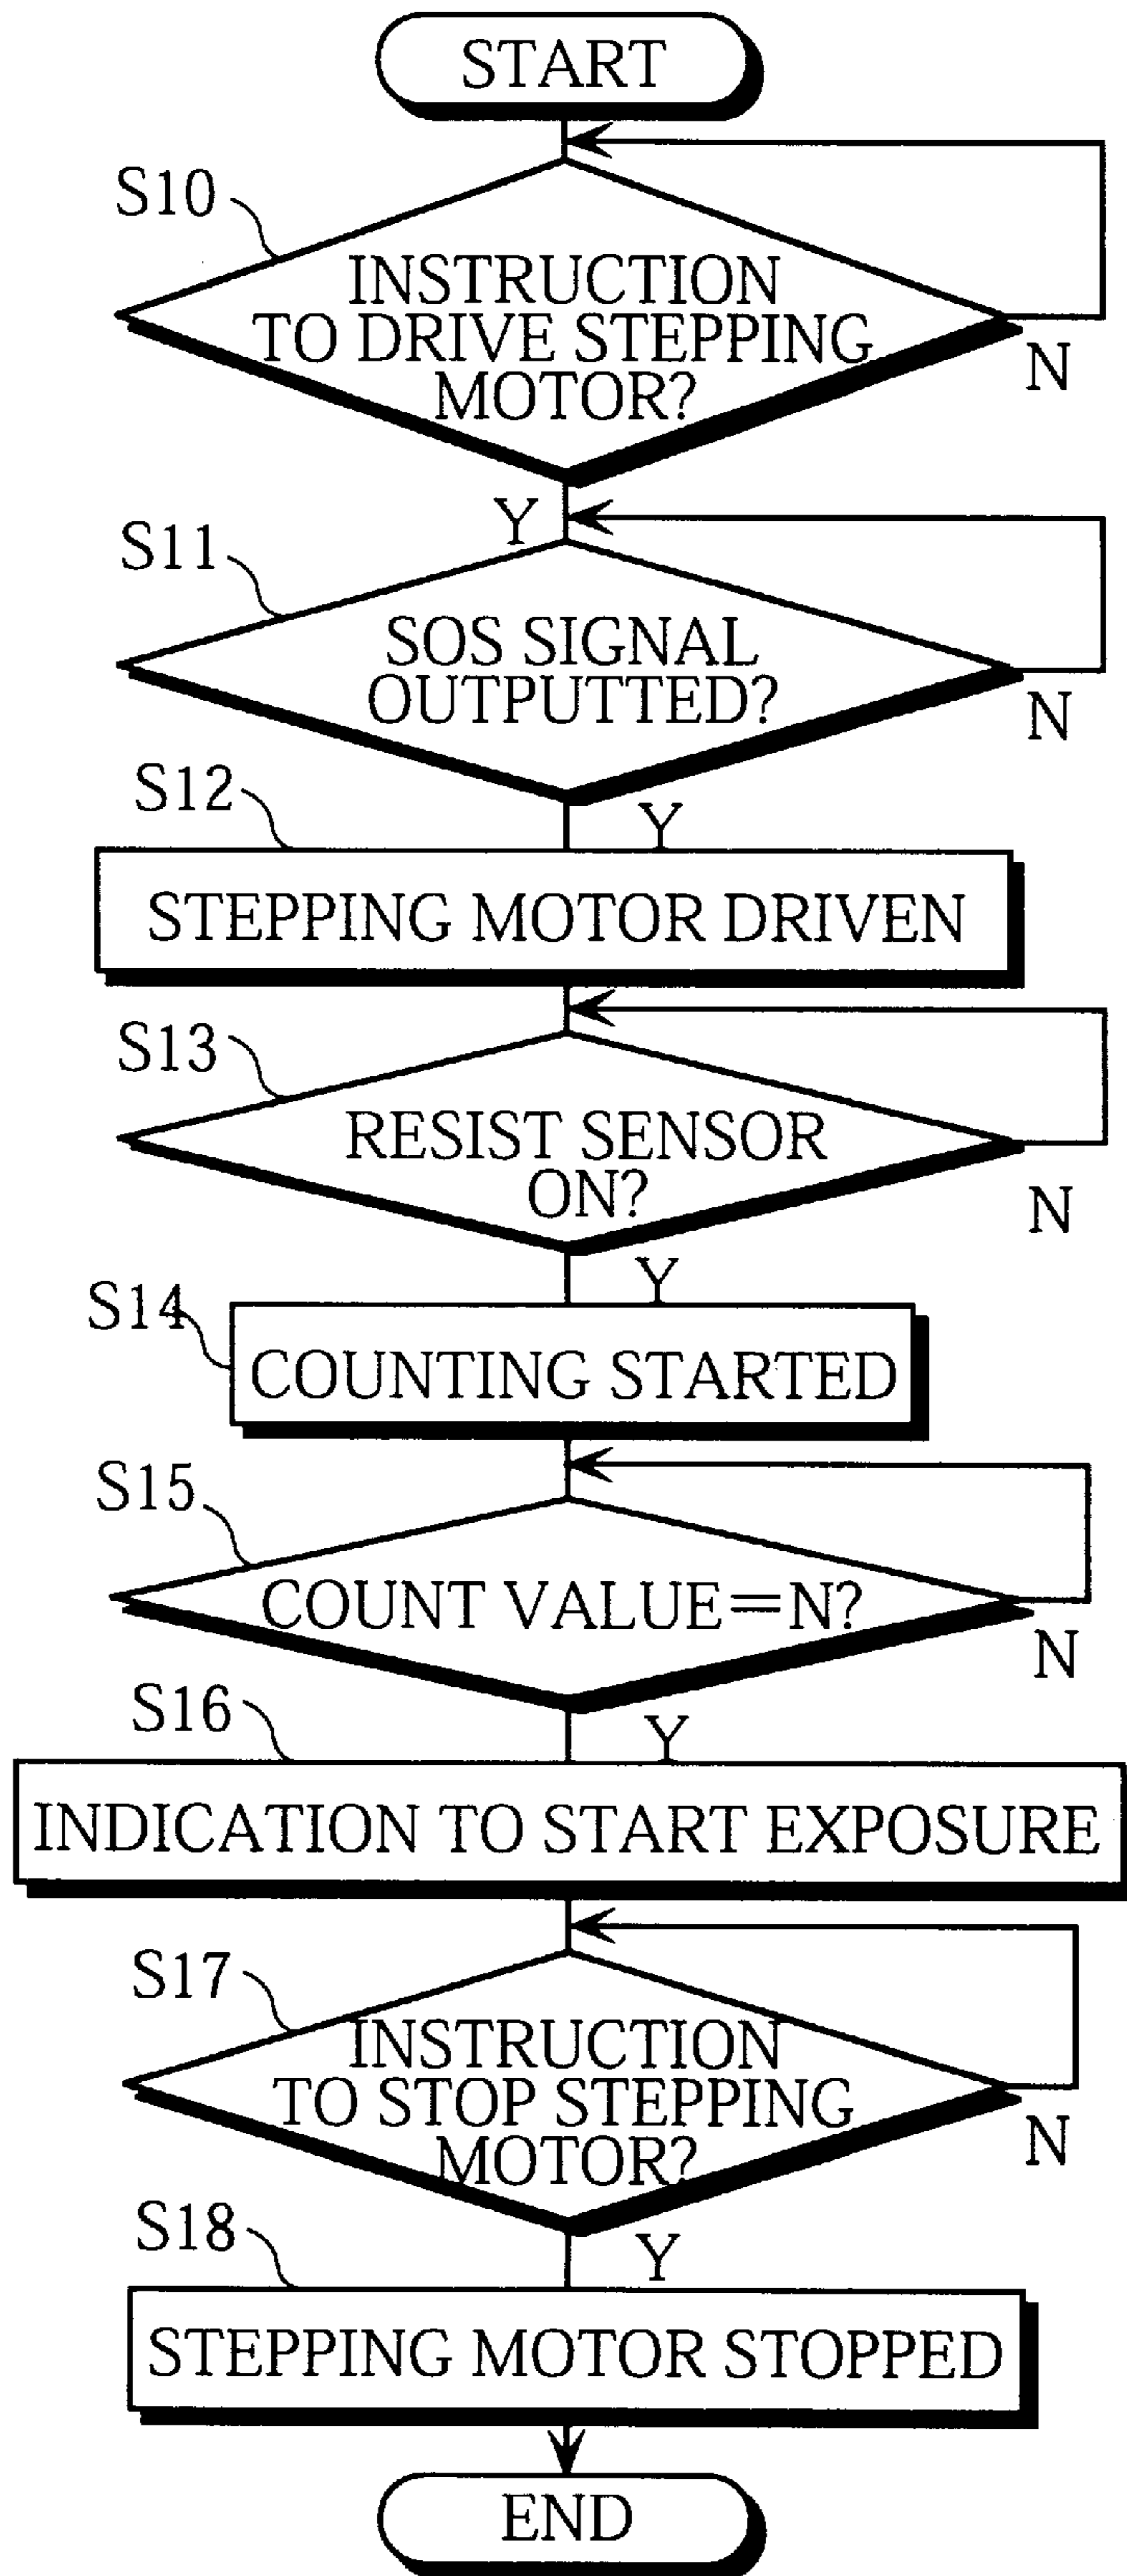 START
S10
INSTRUCTION
TO DRIVE STEPPING
MOTOR?
N
Y
S11
SOS SIGNAL
OUTPUTTED?
N
S12
Y
STEPPING MOTOR DRIVEN
S13
RESIST SENSOR
ON?
N
Y
S14
COUNTING STARTED
S15
COUNT VALUE=N?
N
S16
Y
INDICATION TO START EXPOSURE
S17
INSTRUCTION
TO STOP STEPPING
MOTOR?
N
S18
Y
STEPPING MOTOR STOPPED
END